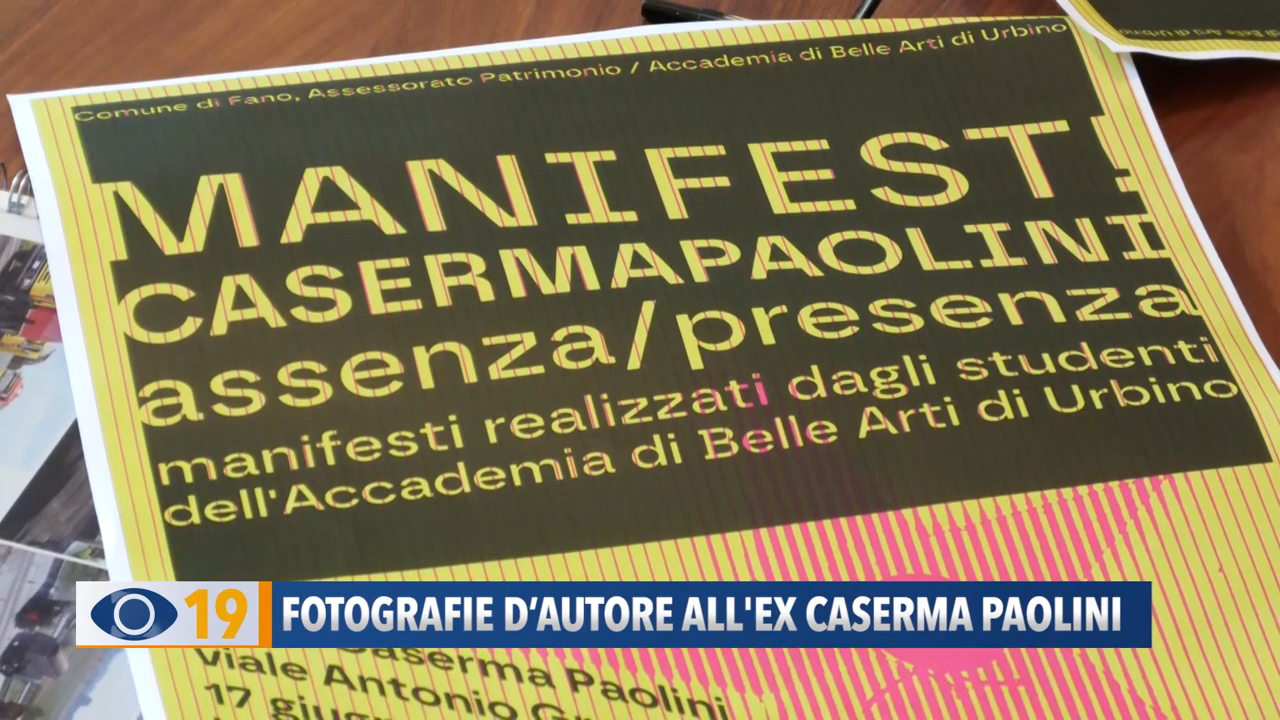 Comune di Fano, Assessorato Patrimonio / Accademia di Belle Arti di Urbino
MANIFESTI
CASERMAPAOLINI
assenza/presenza
manifesti realizzati dagli studenti
dell'Accademia di Belle Arti di Urbino
19 FOTOGRAFIE D'AUTORE ALL'EX CASERMA PAOLINI
Caserma Paolini
Viale Antonio
17